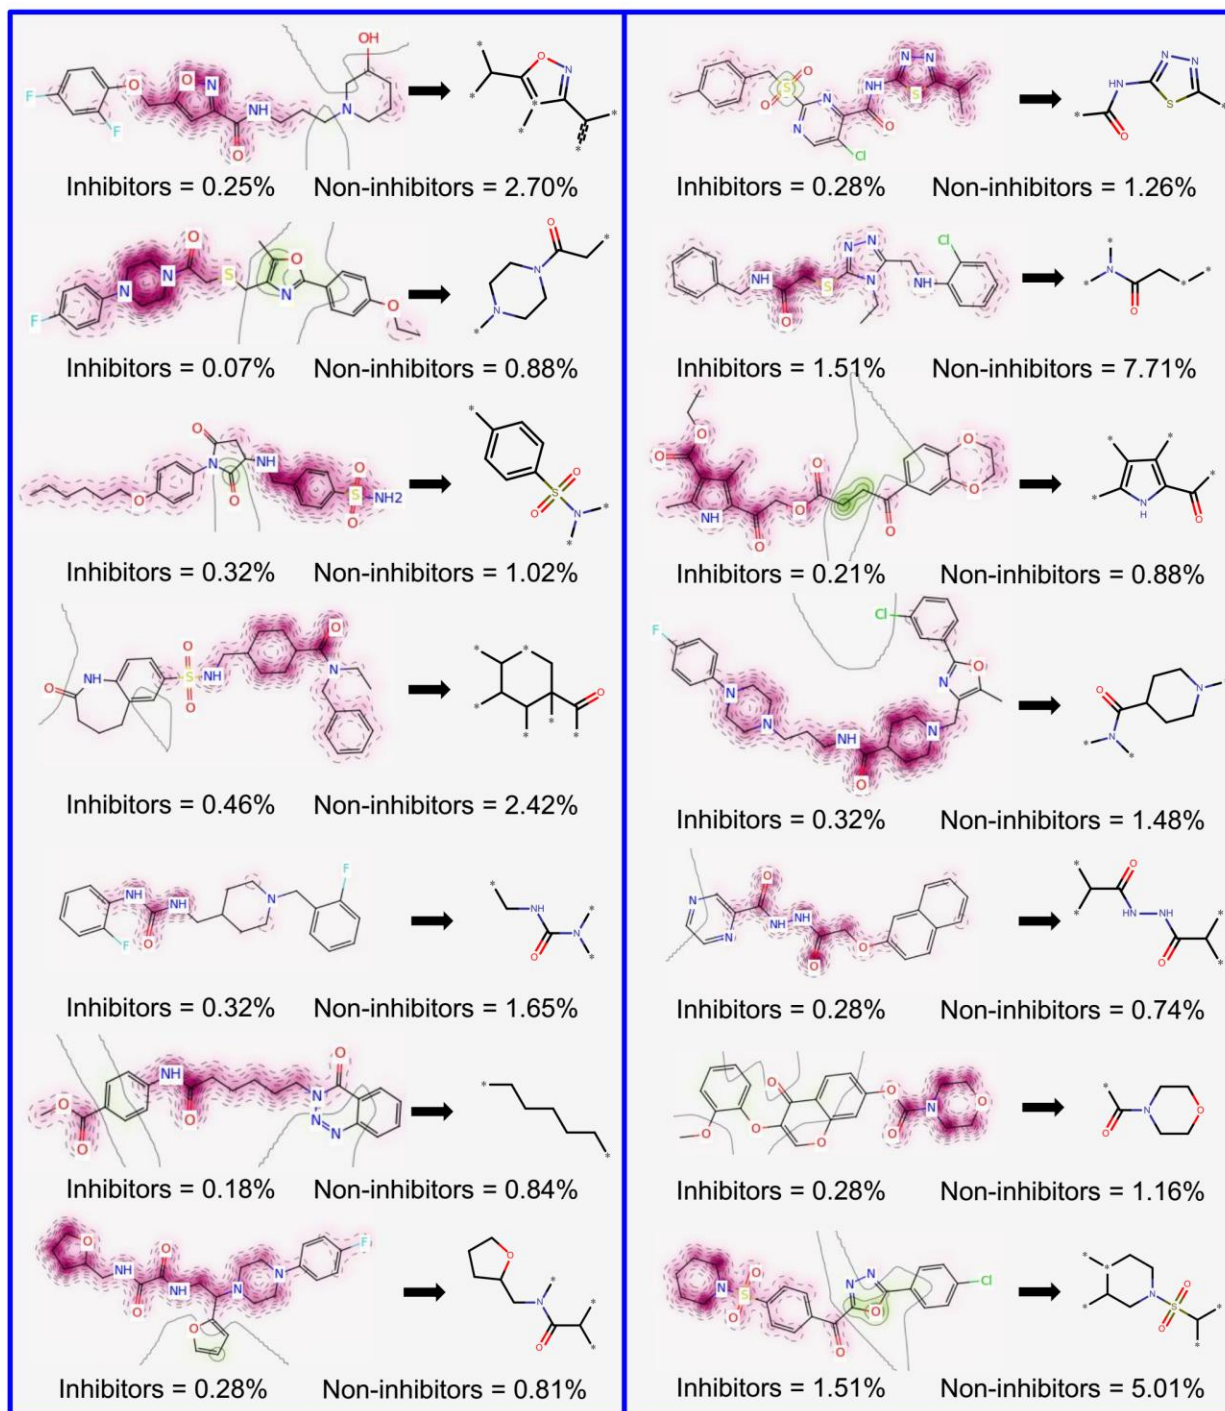 Inhibitors = 0.25% Non-inhibitors = 2.70%
Inhibitors = 0.07% Non-inhibitors = 0.88%
Inhibitors = 0.32% Non-inhibitors = 1.02%
Inhibitors = 0.46% Non-inhibitors = 2.42%
Inhibitors = 0.32% Non-inhibitors = 1.65%
Inhibitors = 0.18% Non-inhibitors = 0.84%
Inhibitors = 0.28% Non-inhibitors = 0.81%
Inhibitors = 0.28% Non-inhibitors = 1.26%
Inhibitors = 1.51% Non-inhibitors = 7.71%
Inhibitors = 0.21% Non-inhibitors = 0.88%
Inhibitors = 0.32% Non-inhibitors = 1.48%
Inhibitors = 0.28% Non-inhibitors = 0.74%
Inhibitors = 0.28% Non-inhibitors = 1.16%
Inhibitors = 1.51% Non-inhibitors = 5.01%